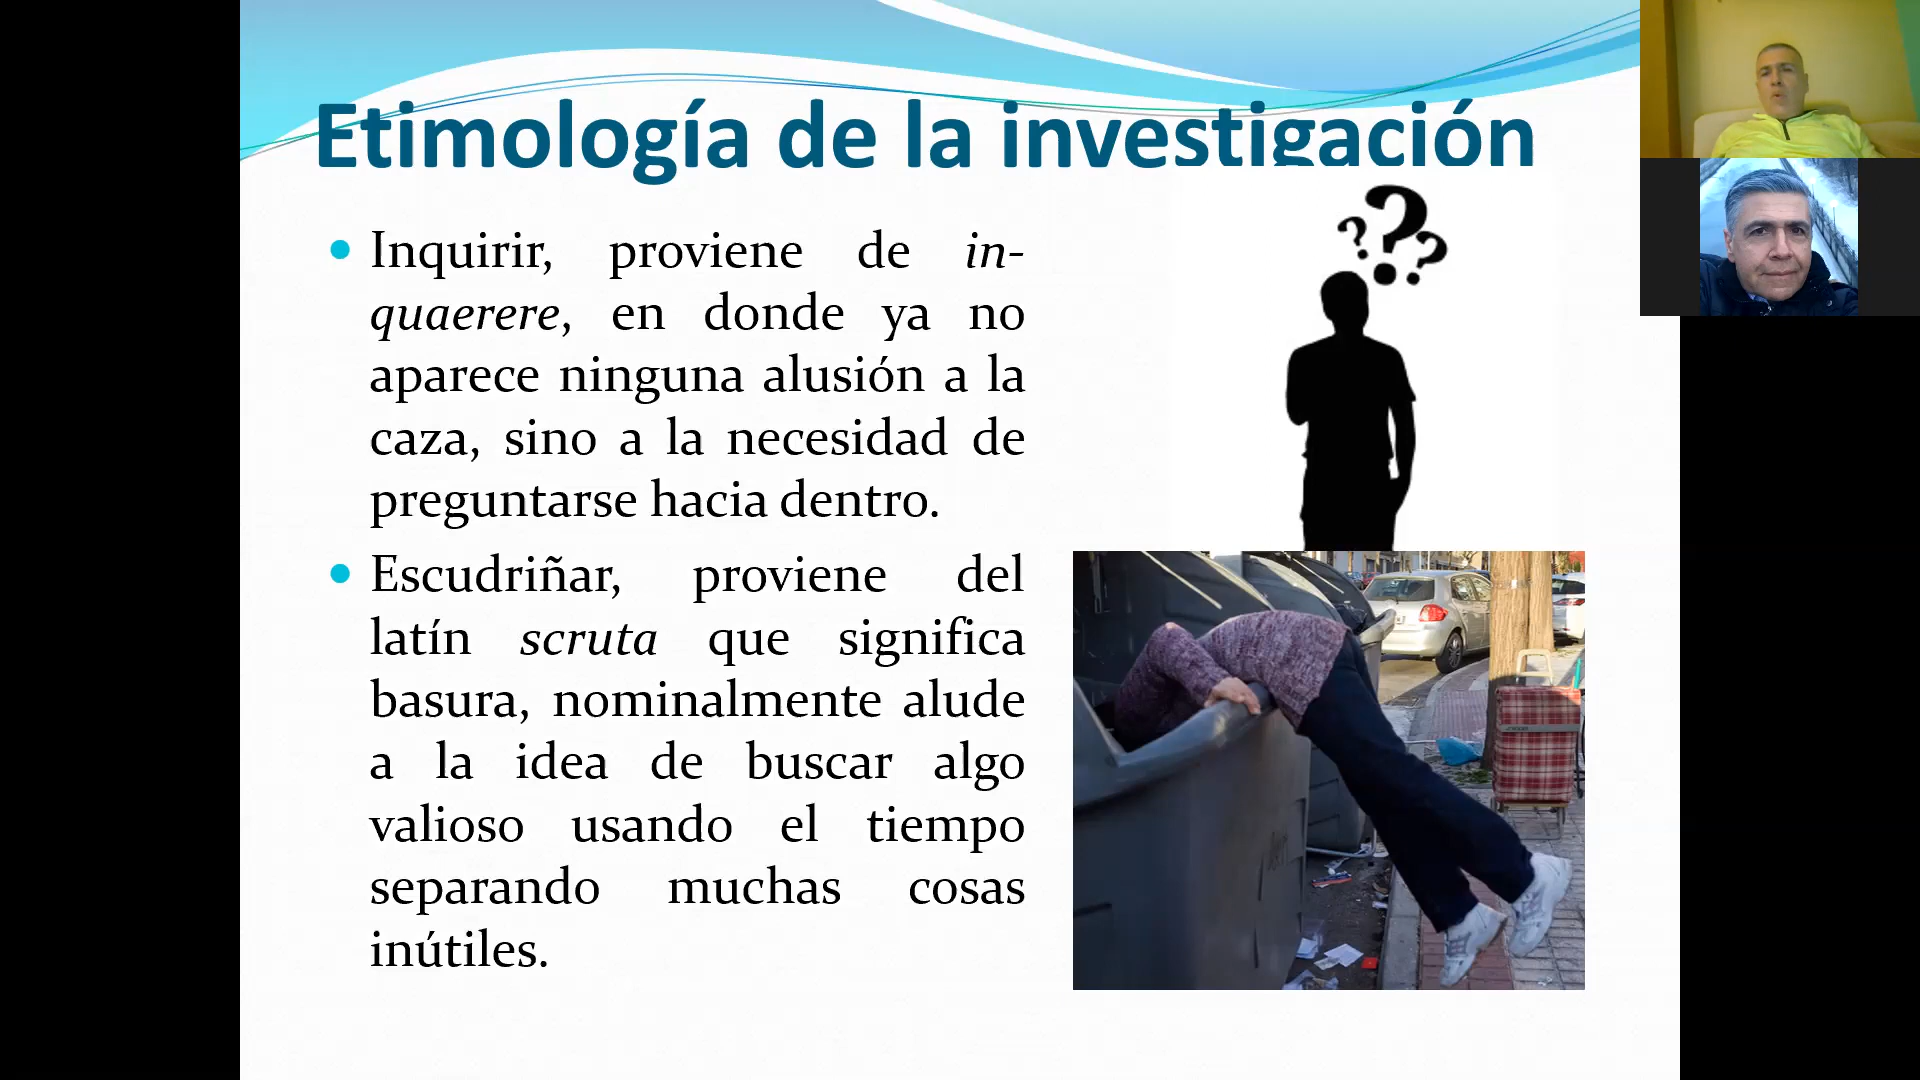 Etimología de la investigación
Inquirir, proviene de in-
quaerere, en donde ya no
aparece ninguna alusión a la
caza, sino a la necesidad de
preguntarse hacia dentro.
Escudriñar, proviene del
latín scruta que significa
basura, nominalmente alude
a la idea de buscar algo
valioso usando el tiempo
separando muchas cosas
inútiles.
???